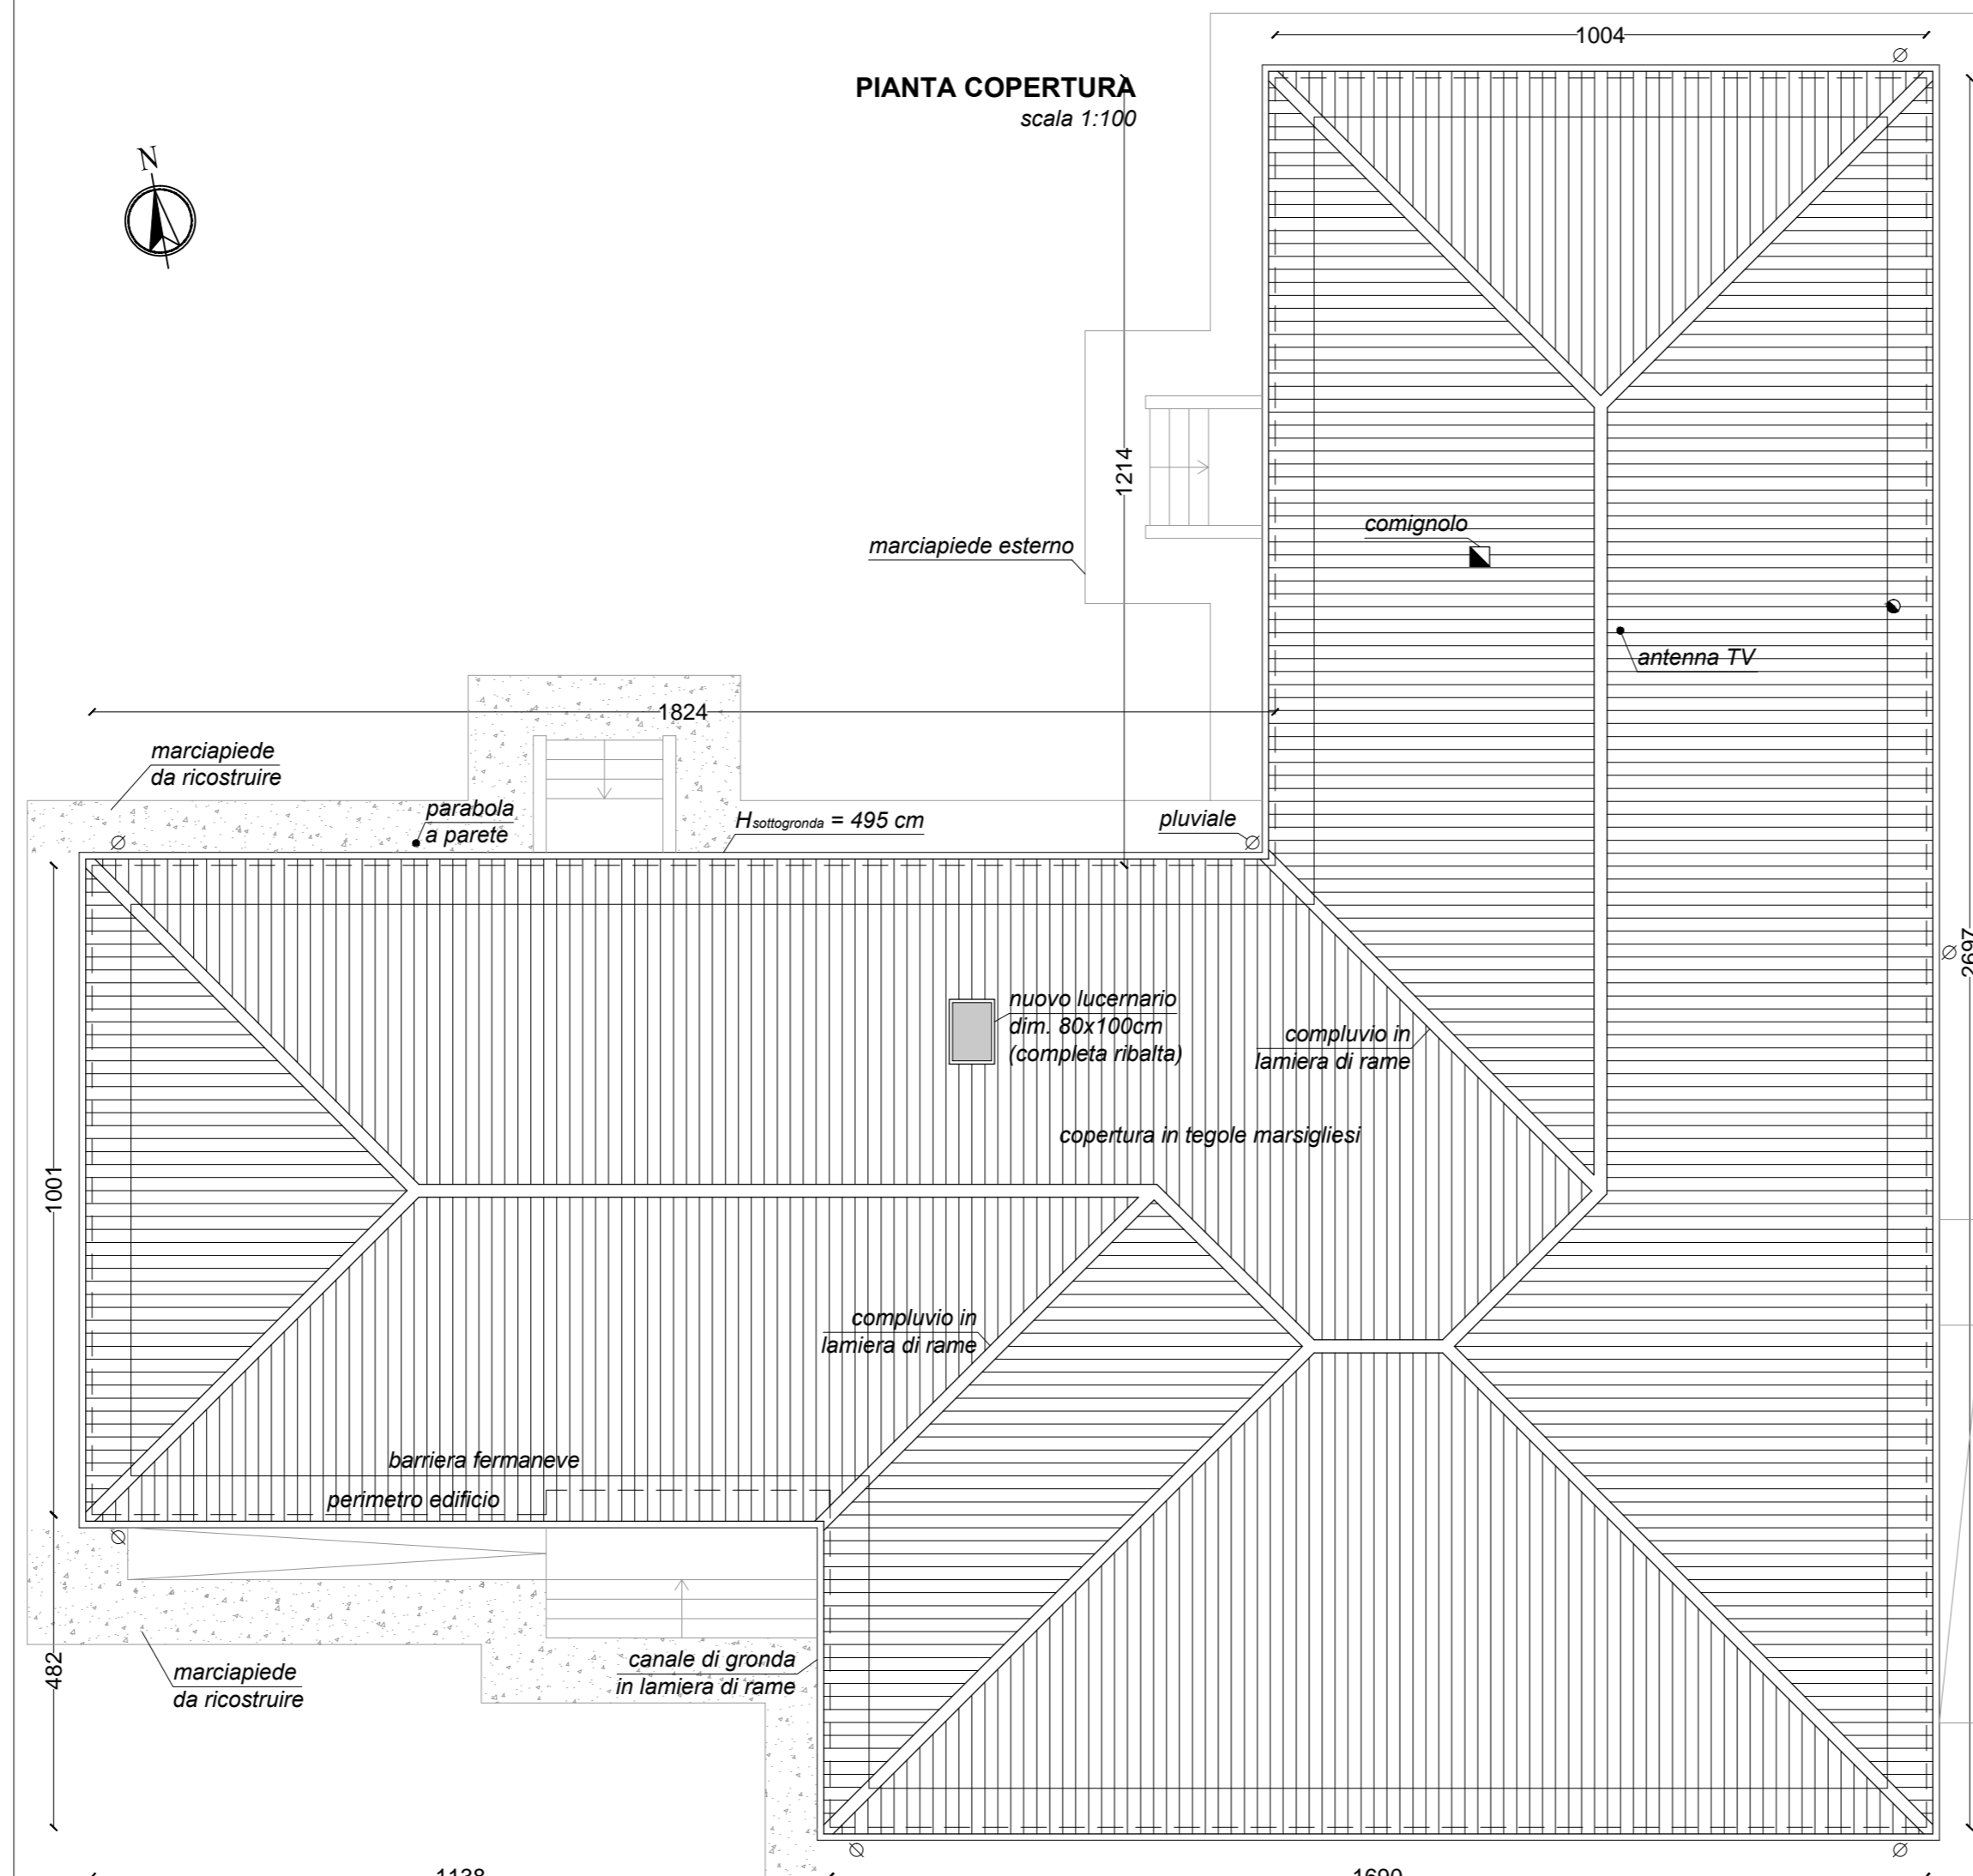 1004
PIANTA COPERTURA
scala 1:100
N
1214
comignolo
marciapiede esterno
antenna TV
1824
marciapiede
da ricostruire
parabola
a parete
Hsottogronda = 495 cm
pluviale
2697
nuovo lucernario
dim. 80x100cm
(completa ribalta)
compluvio in
lamiera di rame
copertura in tegole marsigliesi
1001
compluvio in
lamiera di rame
barriera fermaneve
perimetro edificio
482
canale di gronda
in lamiera di rame
marciapiede
da ricostruire
1138
1690